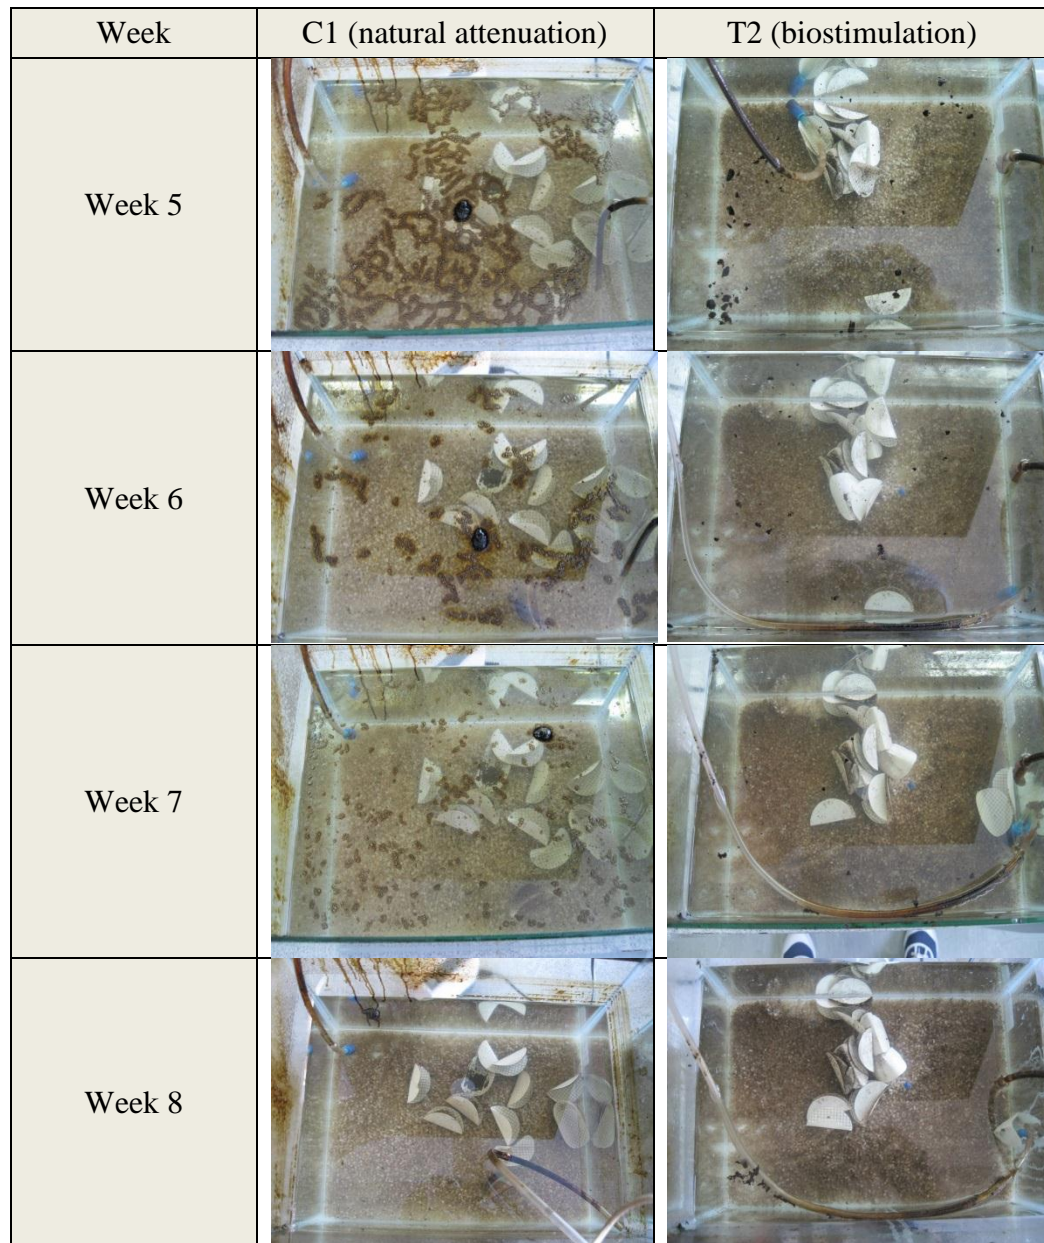 Week C1 (natural attenuation) T2 (biostimulation)
Week 5
Week 6
Week 7
Week 8